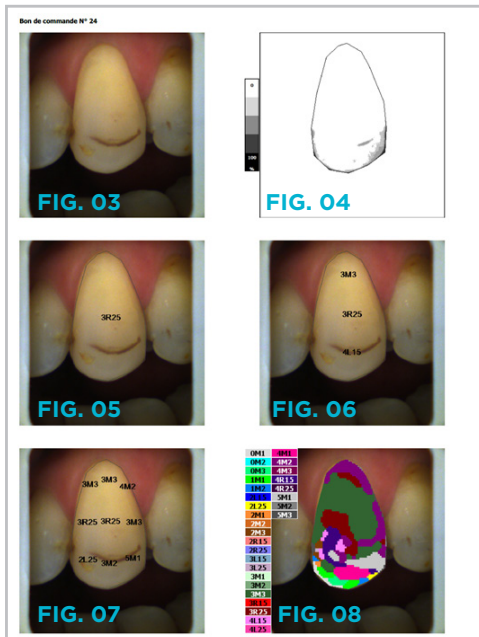 Bon de commande N° 24
FIG. 03
0
100
%
FIG. 04
3R25
FIG. 05
3M3
3R25
4L15
FIG. 06
3M3 3M3 4M2
3R25 3R25 3M3
2L25 3M2 5M1
FIG. 07
0M1 4M1
0M2 4M2
0M3 4M3
1M1 4R15
1M2 4R25
2L15 5M1
2L25 5M2
2M1 5M3
2M2
2M3
2R15
2R25
3L15
3L25
3M1
3M2
3M3
3R15
3R25
4L15
4L25
FIG. 08